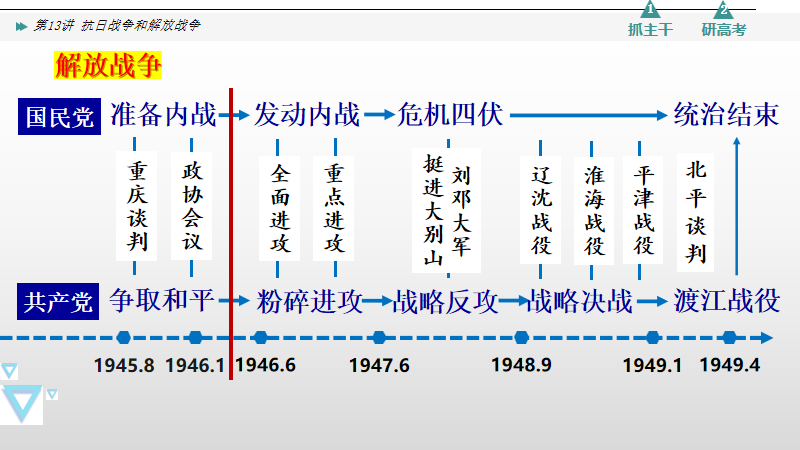 第13讲 抗日战争和解放战争
1 抓主干
2 研高考
解放战争
国民党 准备内战 发动内战 危机四伏 统治结束
重庆谈判
政协会议
全面进攻
重点进攻
刘邓大军
挺进大别山
辽沈战役
淮海战役
平津战役
北平谈判
共产党 争取和平 粉碎进攻 战略反攻 战略决战 渡江战役
1945.8 1946.1 1946.6 1947.6 1948.9 1949.1 1949.4